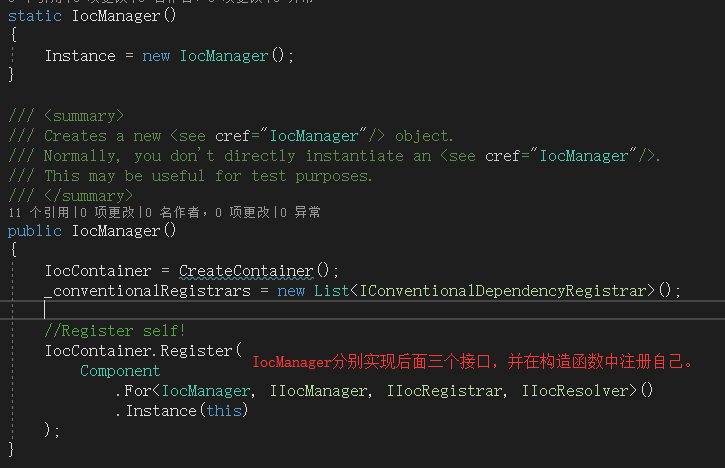 static IocManager()
{
Instance = new IocManager();
}
/// <summary>
/// Creates a new <see cref="IocManager"/> object.
/// Normally, you don't directly instantiate an <see cref="IocManager"/>.
/// This may be useful for test purposes.
/// </summary>
11 个引用|0 项更改|0 名作者，0 项更改|0 异常
public IocManager()
{
IocContainer = CreateContainer();
_conventionalRegistrars = new List<IConventionalDependencyRegistrar>();
//Register self!
IocContainer.Register(
IocManager分别实现后面三个接口，并在构造函数中注册自己。
Component
.For<IocManager, IIocManager, IIocRegistrar, IIocResolver>()
.Instance(this)
);
}